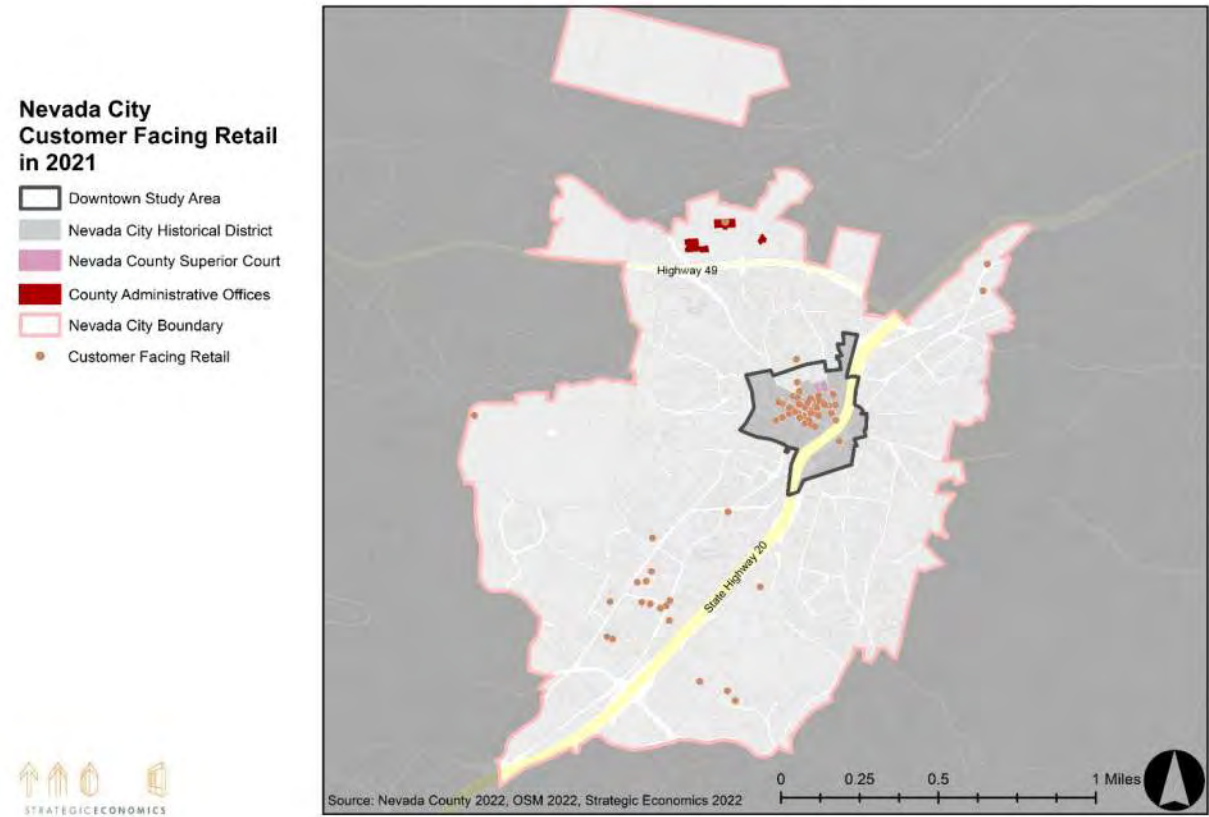 Nevada City
Customer Facing Retail
in 2021
Downtown Study Area
Nevada City Historical District
Nevada County Superior Court
County Administrative Offices
Nevada City Boundary
Customer Facing Retail
STRATEGICECONOMICS
Highway 49
State Highway 20
0 0.25 0.5 1 Miles
Source: Nevada County 2022, OSM 2022, Strategic Economics 2022